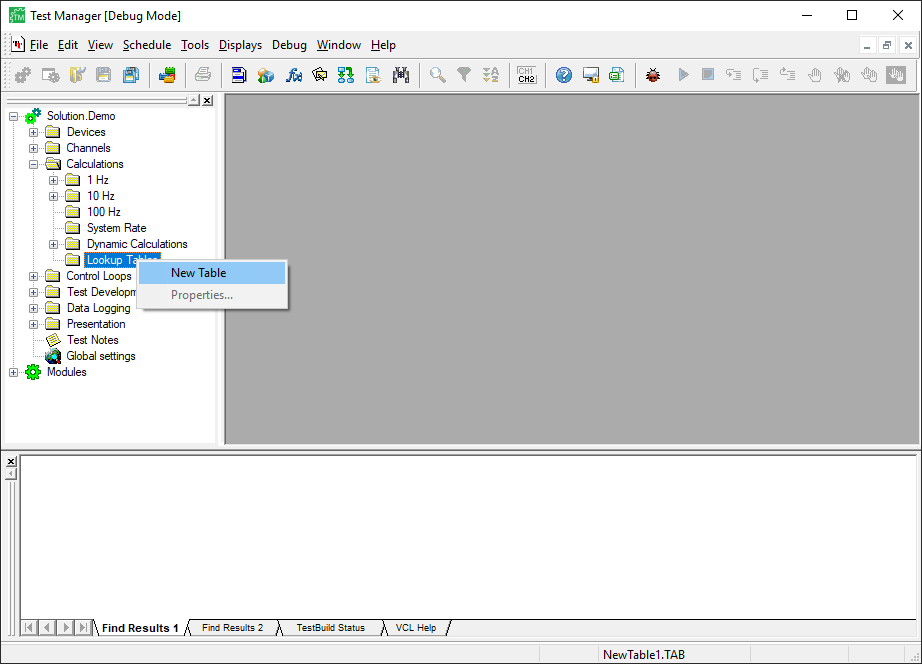 Test Manager [Debug Mode]
File Edit View Schedule Tools Displays Debug Window Help
CH1
CH2
Solution.Demo
Devices
Channels
Calculations
1 Hz
10 Hz
100 Hz
System Rate
Dynamic Calculations
Lookup Tables
New Table
Control Loops
Properties...
Test Developm
Data Logging
Presentation
Test Notes
Global settings
Modules
Find Results 1 Find Results 2 TestBuild Status VCL Help
NewTable1.TAB